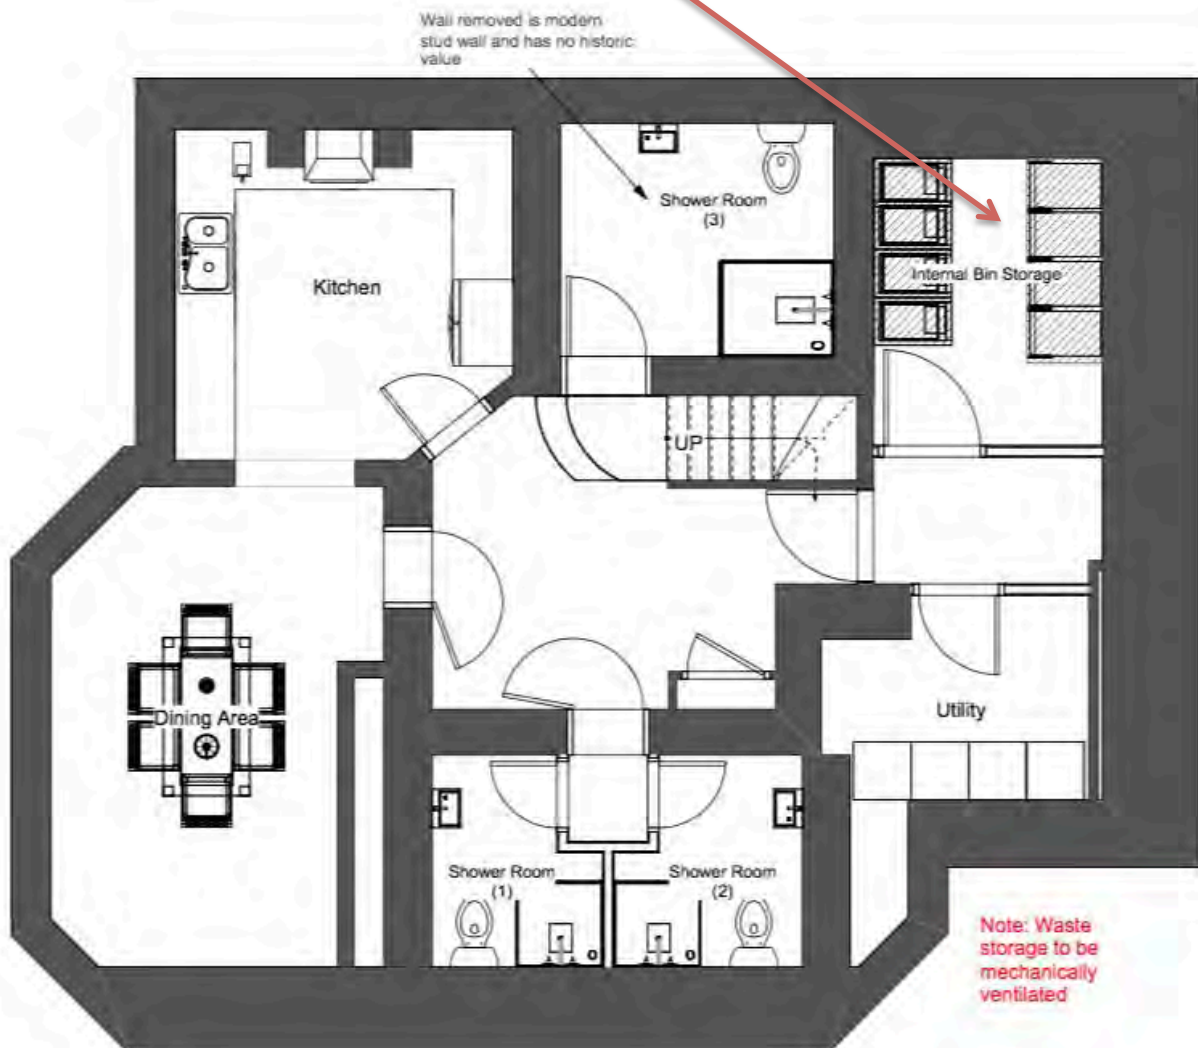 Wall removed is modern
stud wall and has no historic
value
Shower Room
(3)
Internal Bin Storage
Kitchen
UP
Dining Area
Utility
Shower Room
(1)
Shower Room
(2)
Note: Waste
storage to be
mechanically
ventilated